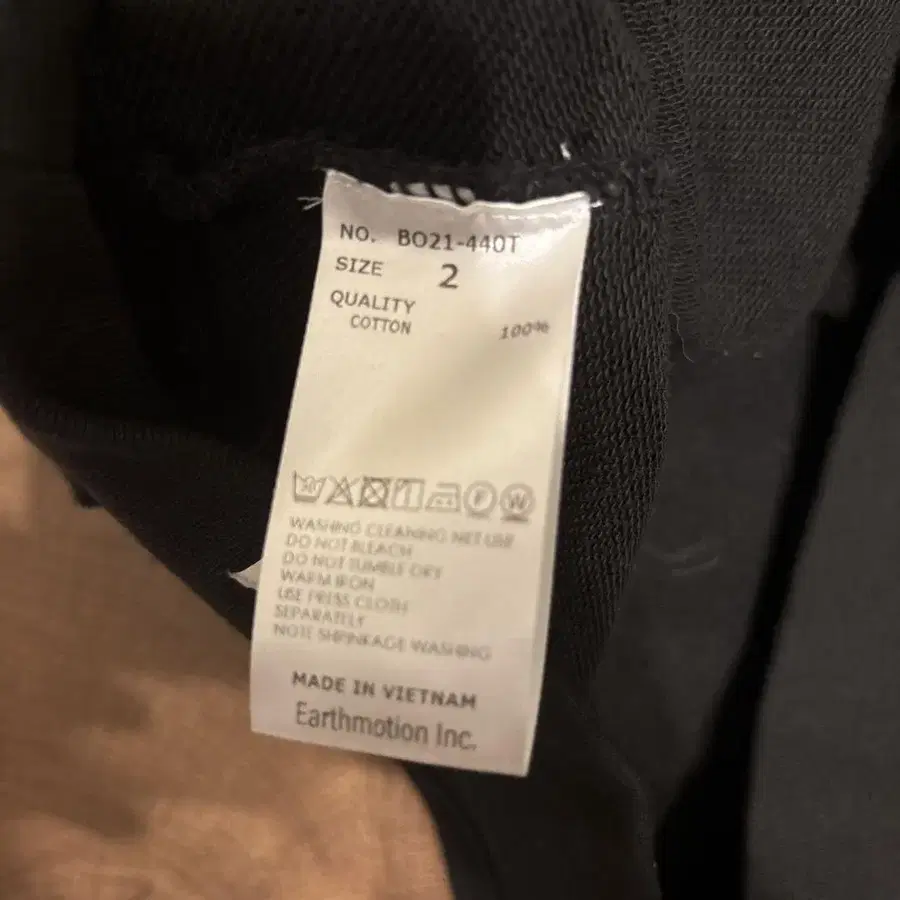 NO. BO21-440T
SIZE 2
QUALITY
COTTON 100%
WASHING CLEANING NET USE
DO NOT BLEACH
DO NOT TUMBLE DRY
WARM IRON
USE PRESS CLOTH
SEPARATELY
NOTE SHRINKAGE WASHING
MADE IN VIETNAM
Earthmotion Inc.